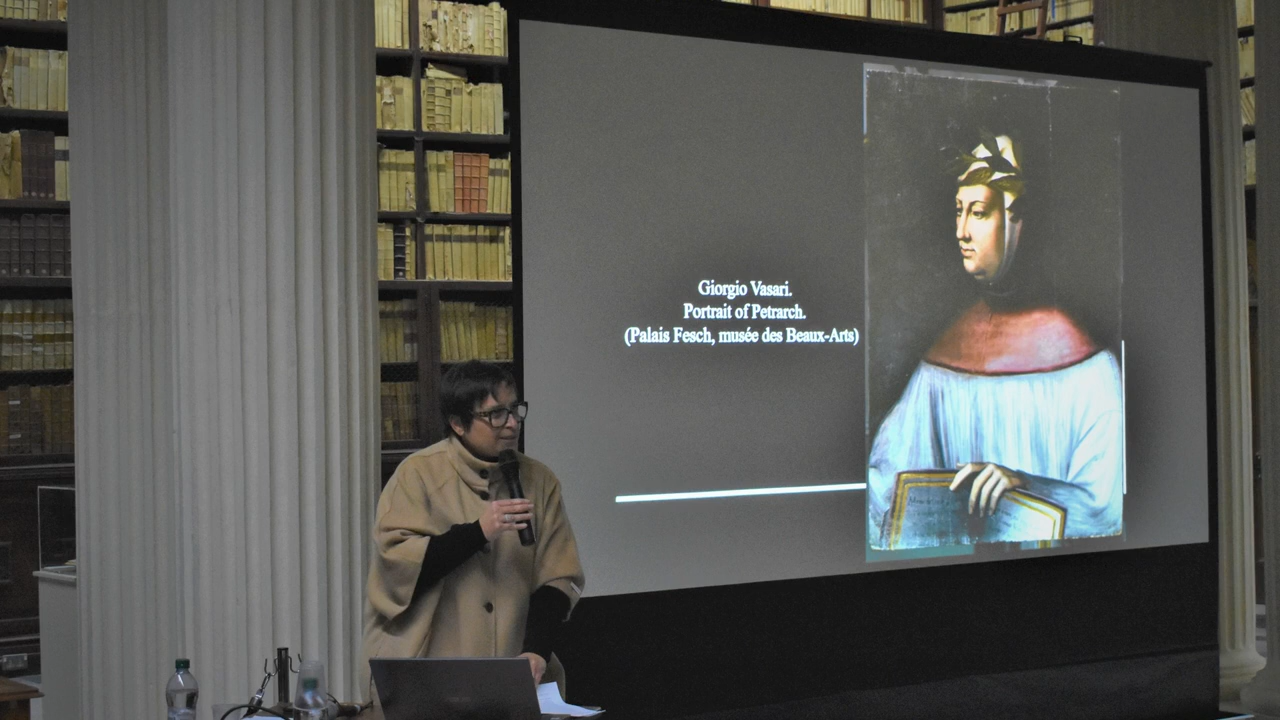 Giorgio Vasari.
Portrait of Petrarch.
(Palais Fesch, musée des Beaux-Arts)